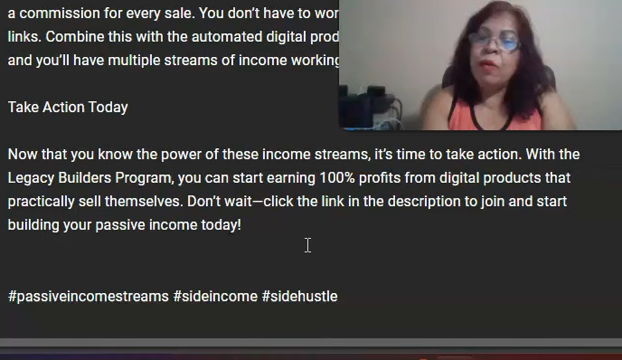 a commission for every sale. You don't have to
links. Combine this with the automated digital
and you'll have multiple streams of income working
Take Action Today
Now that you know the power of these income streams, it's time to take action. With the
Legacy Builders Program, you can start earning 100% profits from digital products that
practically sell themselves. Don't wait—click the link in the description to join and start
building your passive income today!
#passiveincomestreams #sideincome #sidehustle